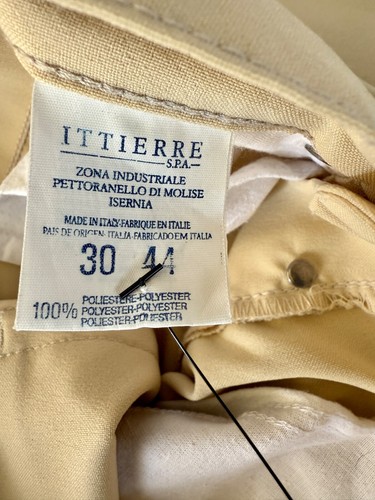 ITTIERRE
S.P.A.
ZONA INDUSTRIALE
PETTORANELLO DI MOLISE
ISERNIA
MADE IN ITALY-FABRIQUE EN ITALIE
PAIS DE ORIGEN-ITALIA-FABRICADO EM ITALIA
30 44
100% POLIESTERE-POLYESTER
POLYESTER-POLYESTER
POLIESTER-POLIESTER